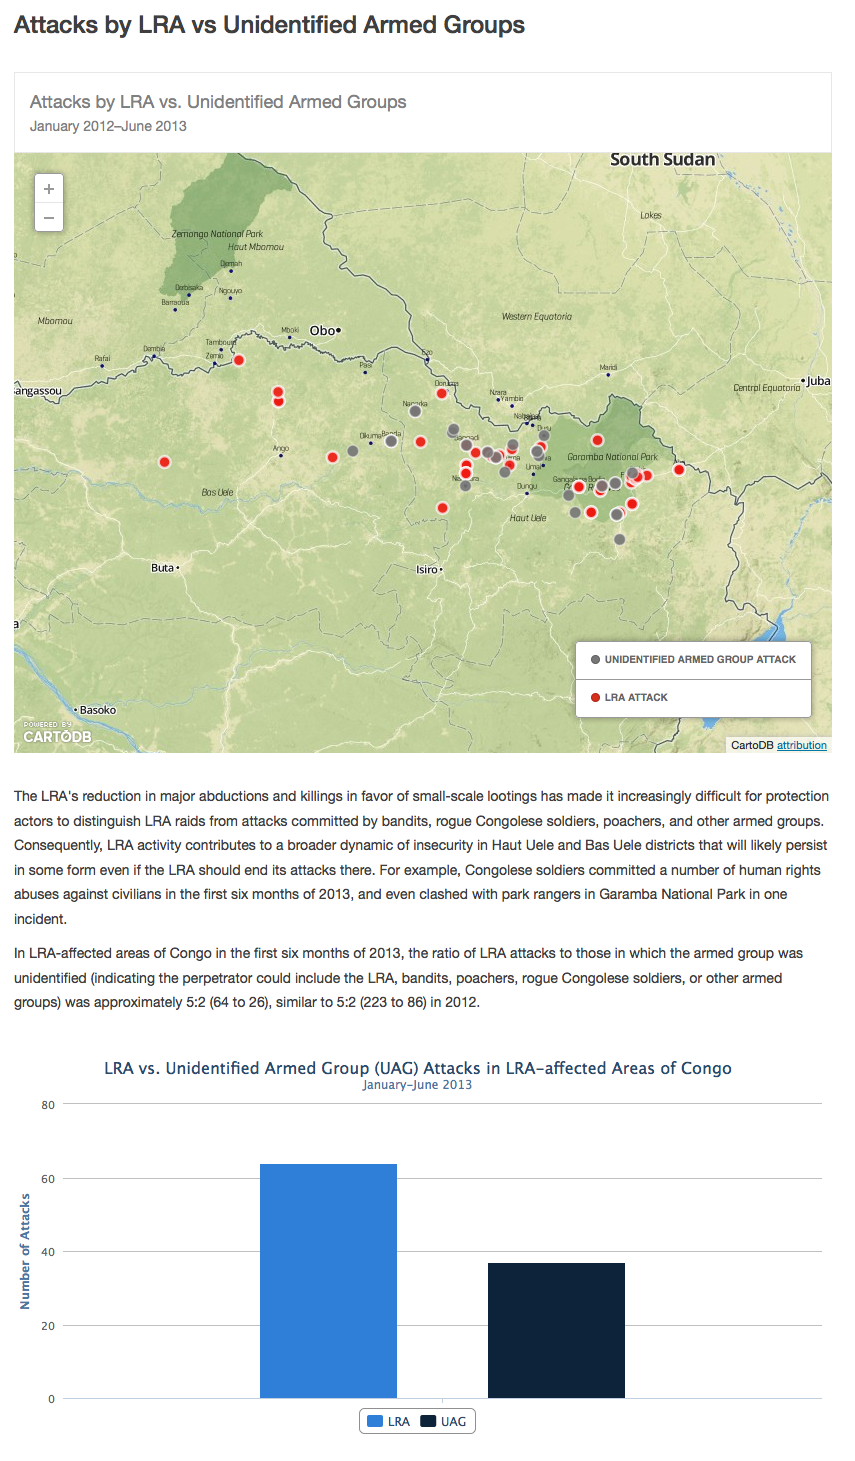 Attacks by LRA vs Unidentified Armed Groups
Attacks by LRA vs. Unidentified Armed Groups
January 2012–June 2013
South Sudan
+
−
Lakes
Zemongo National Park
Haut Mbomou
Djemah
Derbisaka
Ngouyo
Barroua
Mbomou
Western Equatoria
Mboki
Obo
Tamboura
Dembia
Zemio
Ezo
Rafai
Pasi
Maridi
Juba
Central Equatoria
angassou
Doruma
Nzara
Yambio
Duru
Banda
Ango
Garamba National Park
Bas Uele
Dungu
Haut Uele
Buta
Isiro
a
UNIDENTIFIED ARMED GROUP ATTACK
LRA ATTACK
Basoko
POWERED BY
CARTODB
CartoDB attribution
The LRA's reduction in major abductions and killings in favor of small-scale lootings has made it increasingly difficult for protection
actors to distinguish LRA raids from attacks committed by bandits, rogue Congolese soldiers, poachers, and other armed groups.
Consequently, LRA activity contributes to a broader dynamic of insecurity in Haut Uele and Bas Uele districts that will likely persist
in some form even if the LRA should end its attacks there. For example, Congolese soldiers committed a number of human rights
abuses against civilians in the first six months of 2013, and even clashed with park rangers in Garamba National Park in one
incident.
In LRA-affected areas of Congo in the first six months of 2013, the ratio of LRA attacks to those in which the armed group was
unidentified (indicating the perpetrator could include the LRA, bandits, poachers, rogue Congolese soldiers, or other armed
groups) was approximately 5:2 (64 to 26), similar to 5:2 (223 to 86) in 2012.
LRA vs. Unidentified Armed Group (UAG) Attacks in LRA-affected Areas of Congo
January-June 2013
80
60
40
20
0
Number of Attacks
LRA UAG